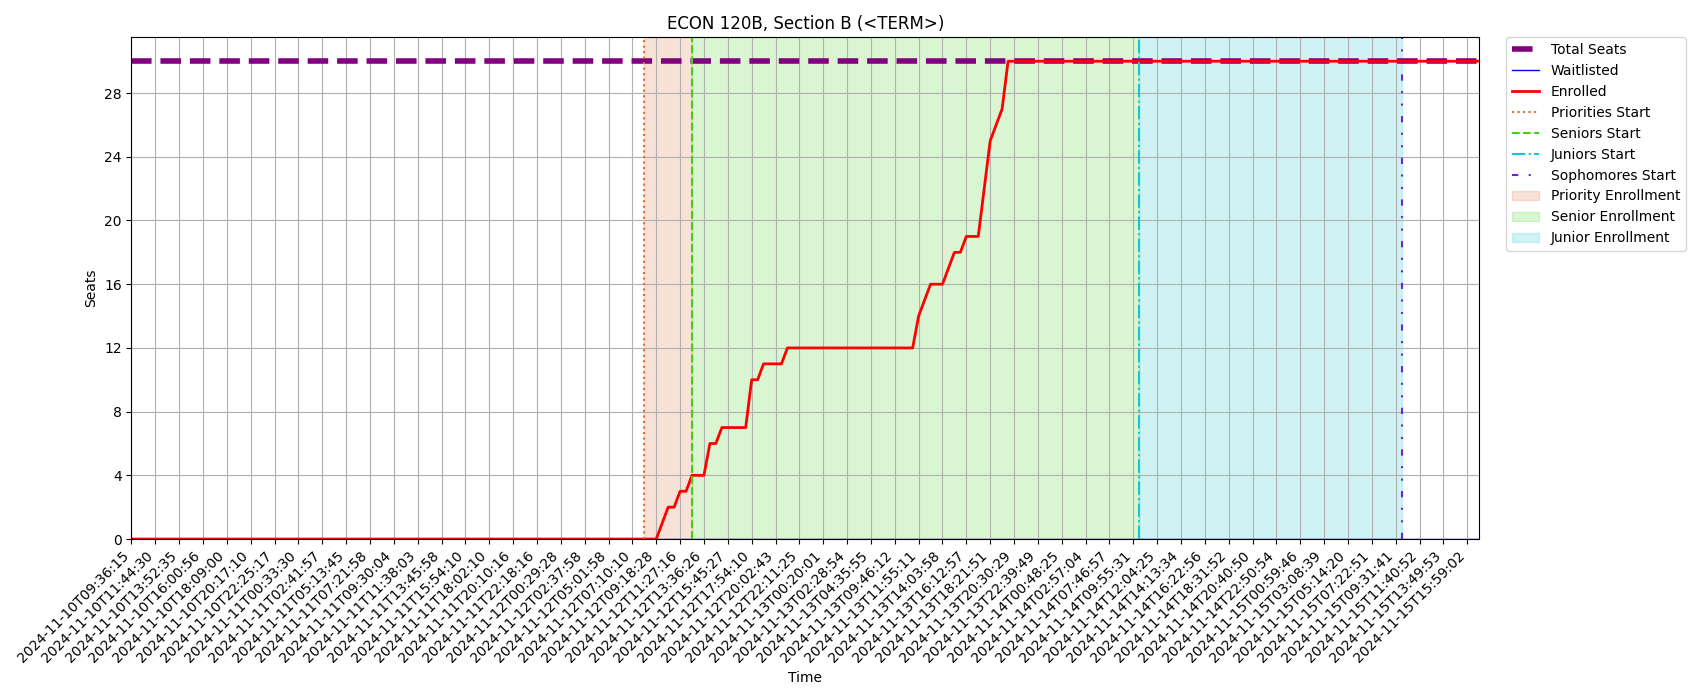 ECON 120B, Section B (<TERM>)
Seats
28
24
20
16
12
8
4
0
2024-11-10T09:36:15
2024-11-10T11:44:30
2024-11-10T13:52:35
2024-11-10T16:00:56
2024-11-10T18:09:00
2024-11-10T20:17:10
2024-11-10T22:25:17
2024-11-11T00:33:30
2024-11-11T02:41:57
2024-11-11T05:13:45
2024-11-11T07:21:58
2024-11-11T09:30:04
2024-11-11T11:38:03
2024-11-11T13:45:58
2024-11-11T15:54:10
2024-11-11T18:02:10
2024-11-11T20:10:16
2024-11-11T22:18:16
2024-11-12T00:29:28
2024-11-12T02:37:58
2024-11-12T05:01:58
2024-11-12T07:10:10
2024-11-12T09:18:28
2024-11-12T11:27:16
2024-11-12T13:36:26
2024-11-12T15:45:27
2024-11-12T17:54:10
2024-11-12T20:02:43
2024-11-12T22:11:25
2024-11-13T00:20:01
2024-11-13T02:28:54
2024-11-13T04:35:55
2024-11-13T09:46:12
2024-11-13T11:55:11
2024-11-13T14:03:58
2024-11-13T16:12:57
2024-11-13T18:21:51
2024-11-13T20:30:29
2024-11-13T22:39:49
2024-11-14T00:48:25
2024-11-14T02:57:04
2024-11-14T07:46:57
2024-11-14T09:55:31
2024-11-14T12:04:25
2024-11-14T14:13:34
2024-11-14T16:22:56
2024-11-14T18:31:52
2024-11-14T20:40:50
2024-11-14T22:50:54
2024-11-15T00:59:46
2024-11-15T03:08:39
2024-11-15T05:14:20
2024-11-15T07:22:51
2024-11-15T09:31:41
2024-11-15T11:40:52
2024-11-15T13:49:53
2024-11-15T15:59:02
Time
Total Seats
Waitlisted
Enrolled
Priorities Start
Seniors Start
Juniors Start
Sophomores Start
Priority Enrollment
Senior Enrollment
Junior Enrollment